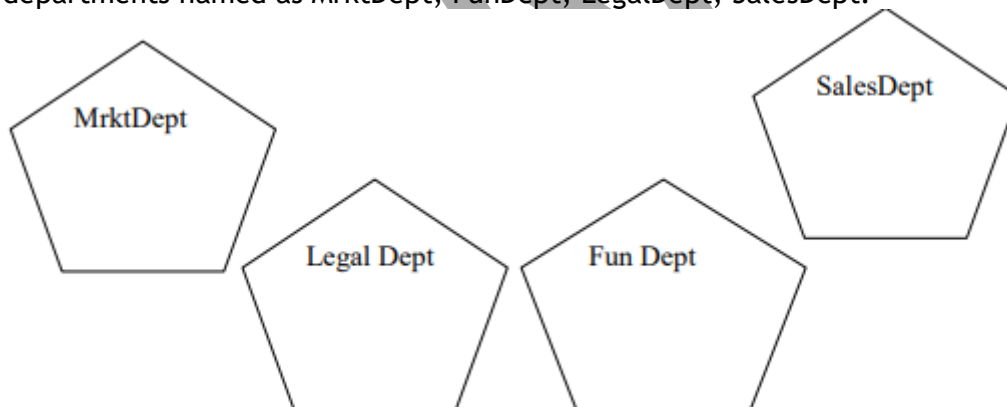 departments named as MrktDept, FunDept, LegalDept, SalesDept.
SalesDept
MrktDept
Legal Dept
Fun Dept